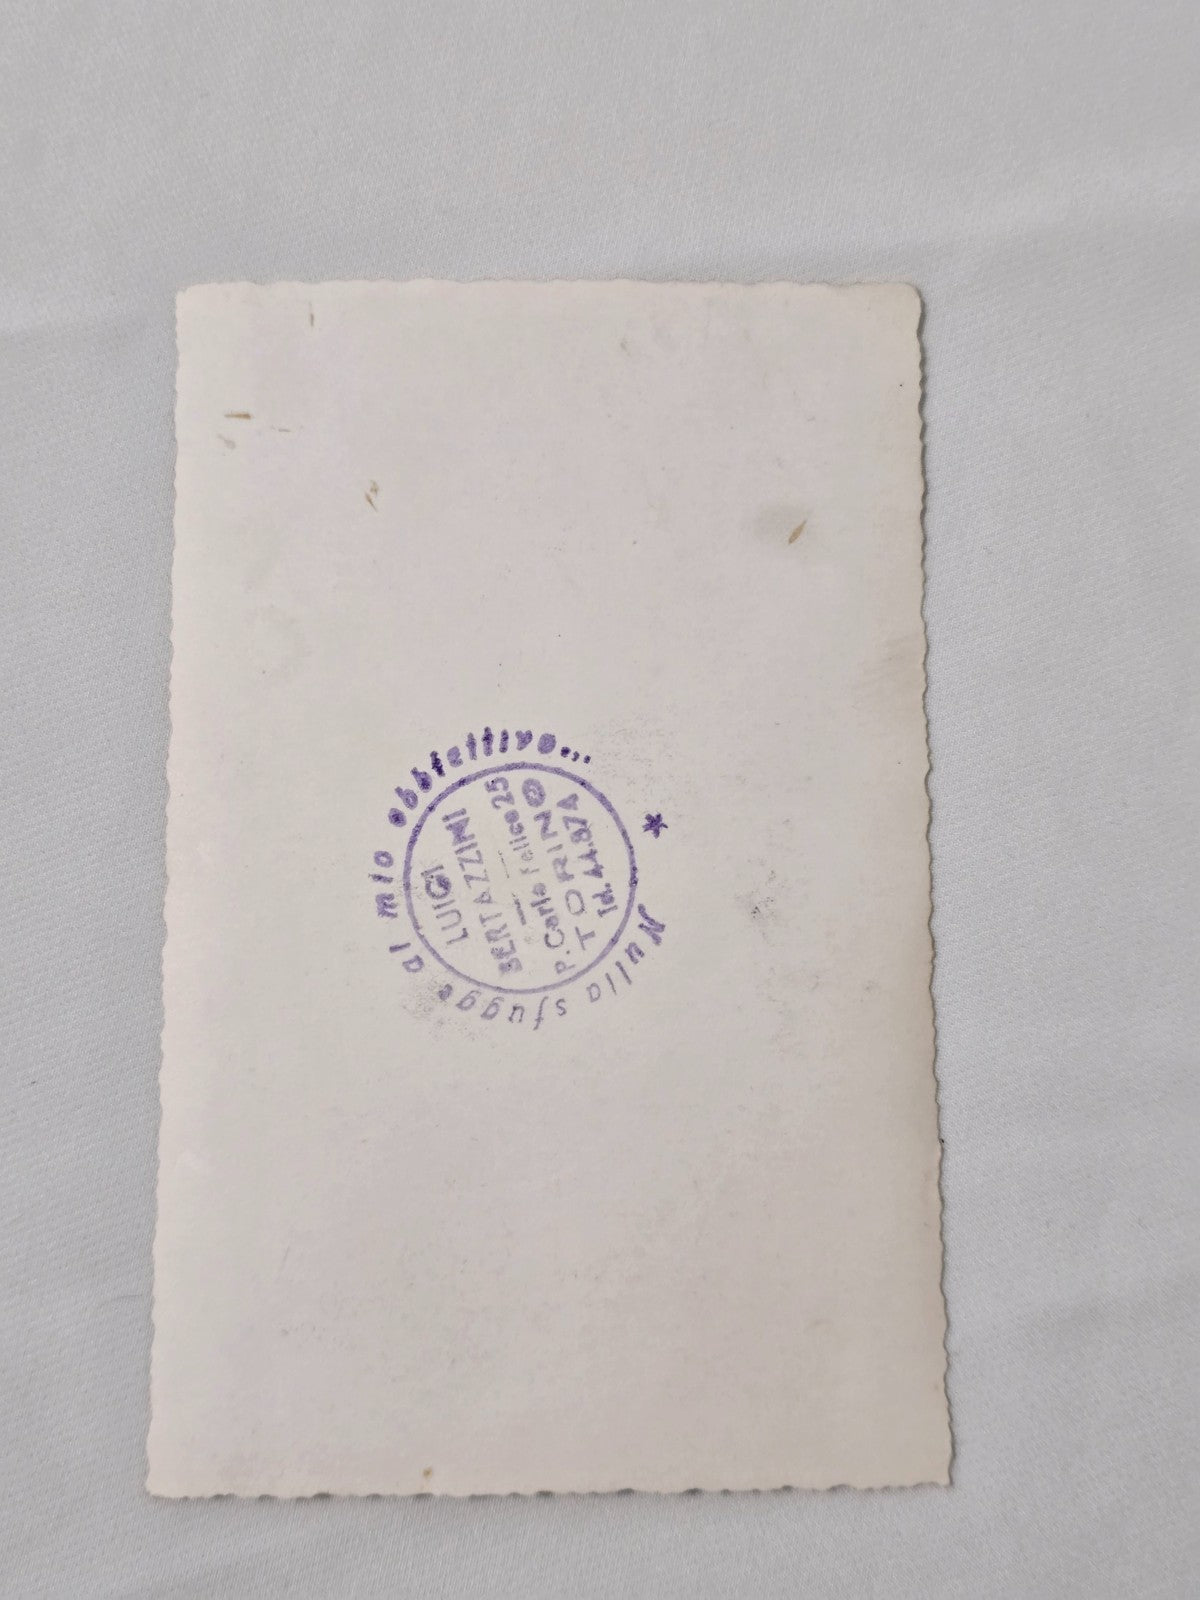 Nulla sfugge al mio obbiettivo...
*
LUIGI
BERTAZZINI
P. Carlo Felice 25
TORINO
Tel. 44.874